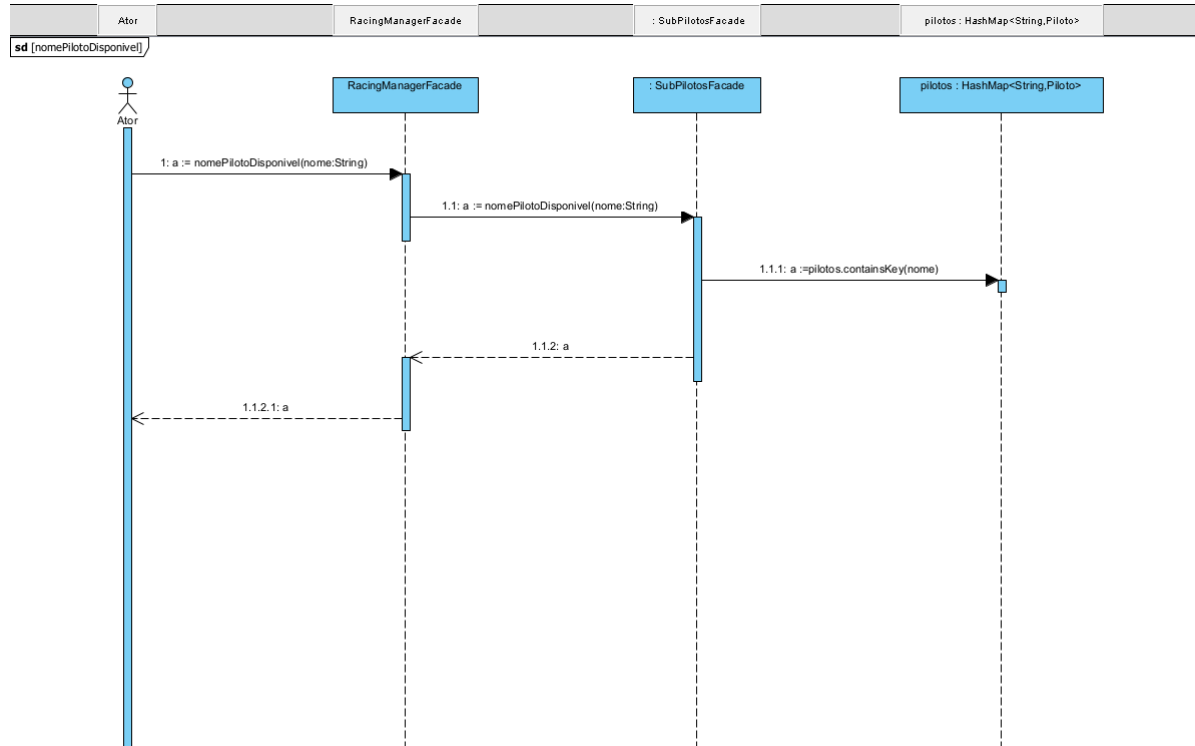 Ator
RacingManagerFacade
: SubPilotosFacade
pilotos : HashMap<String,Piloto>
sd [nomePilotoDisponivel]
RacingManagerFacade
: SubPilotosFacade
pilotos : HashMap<String,Piloto>
Ator
1: a := nomePilotoDisponivel(nome:String)
1.1: a := nomePilotoDisponivel(nome:String)
1.1.1: a :=pilotos.containsKey(nome)
1.1.2: a
1.1.2.1: a